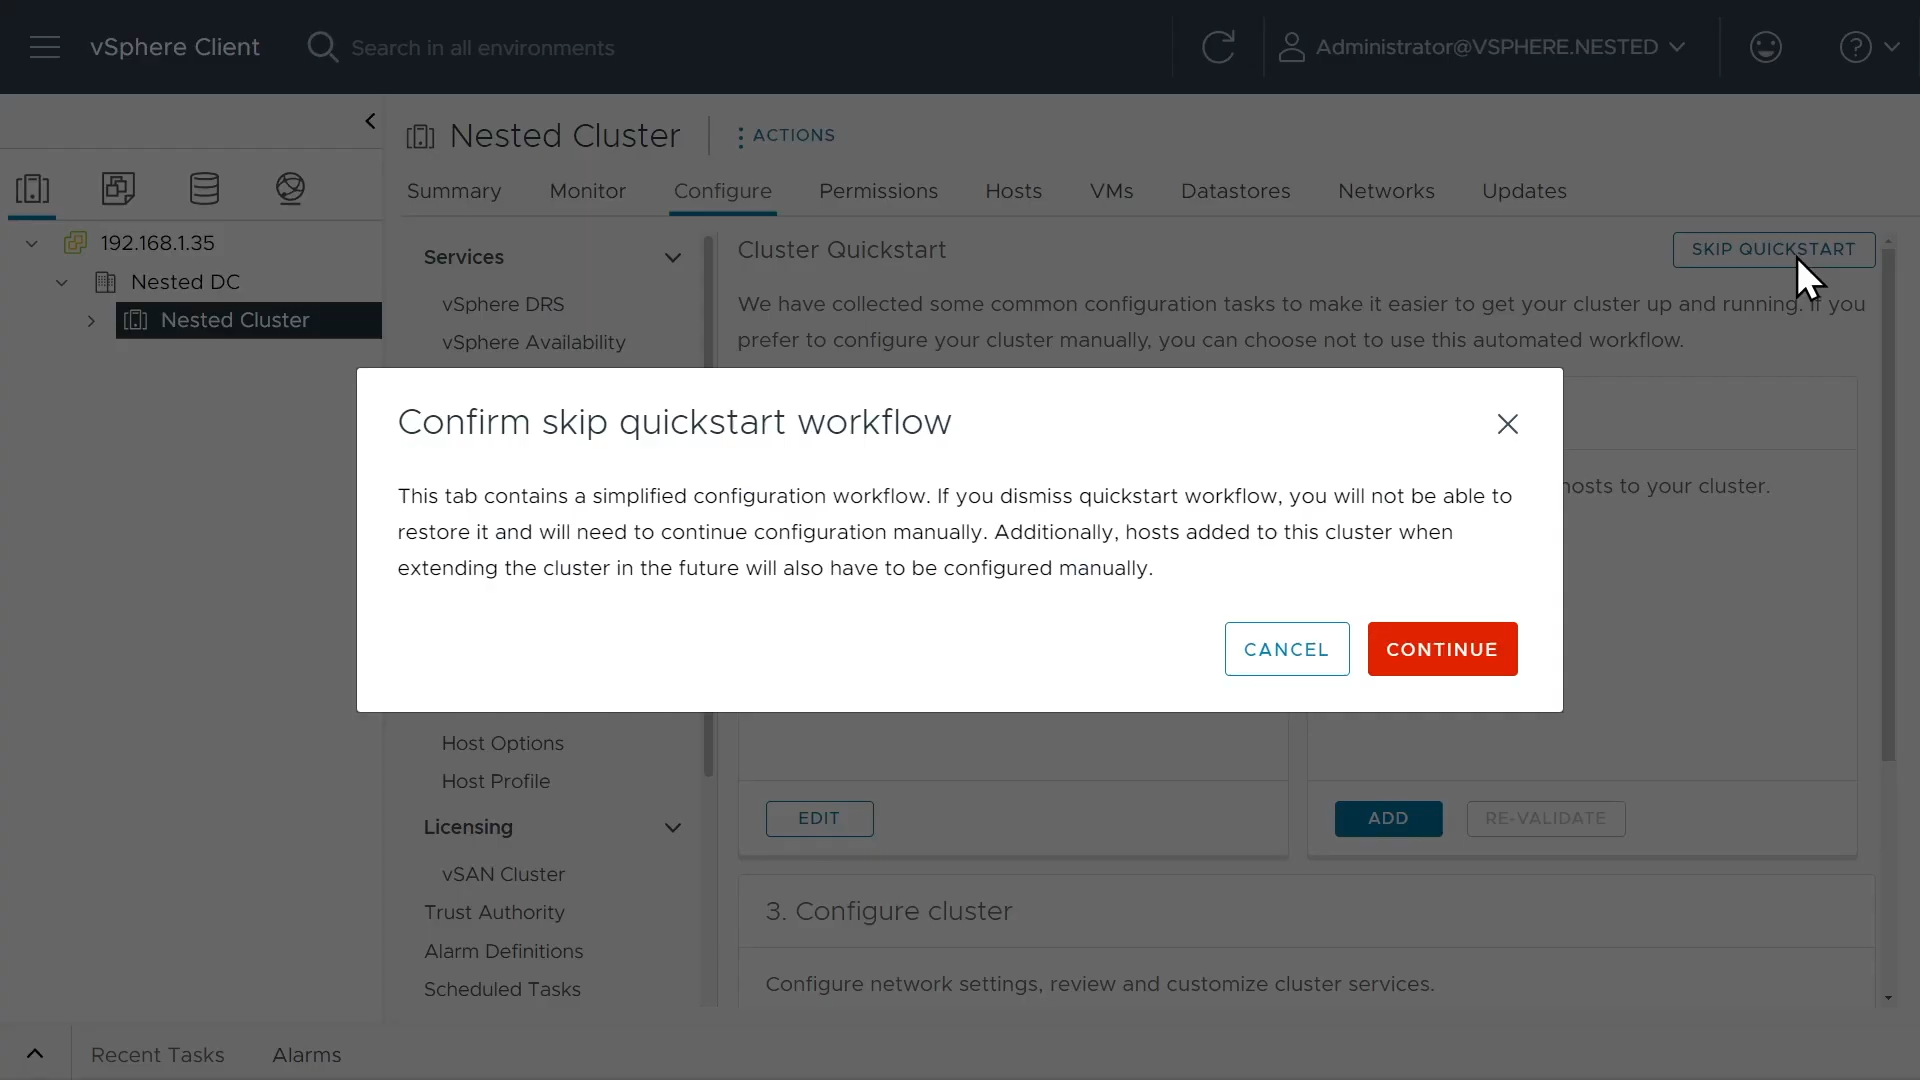 vSphere Client
Search in all environments
Administrator@VSPHERE.NESTED
Nested Cluster
ACTIONS
Summary
Monitor
Configure
Permissions
Hosts
VMs
Datastores
Networks
Updates
192.168.1.35
Nested DC
Nested Cluster
Services
vSphere DRS
vSphere Availability
Cluster Quickstart
SKIP QUICKSTART
We have collected some common configuration tasks to make it easier to get your cluster up and running. If you
prefer to configure your cluster manually, you can choose not to use this automated workflow.
hosts to your cluster.
Confirm skip quickstart workflow
This tab contains a simplified configuration workflow. If you dismiss quickstart workflow, you will not be able to
restore it and will need to continue configuration manually. Additionally, hosts added to this cluster when
extending the cluster in the future will also have to be configured manually.
CANCEL
CONTINUE
Host Options
Host Profile
Licensing
vSAN Cluster
Trust Authority
Alarm Definitions
Scheduled Tasks
EDIT
ADD
RE-VALIDATE
3. Configure cluster
Configure network settings, review and customize cluster services.
Recent Tasks
Alarms